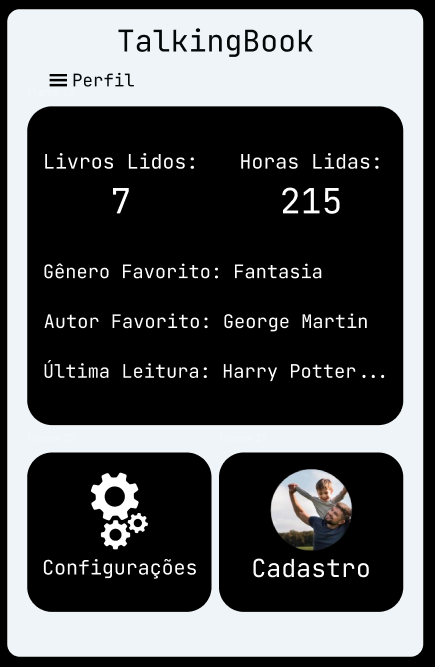 TalkingBook
Perfil
Livros Lidos: Horas Lidas:
7 215
Gênero Favorito: Fantasia
Autor Favorito: George Martin
Última Leitura: Harry Potter...
Configurações Cadastro